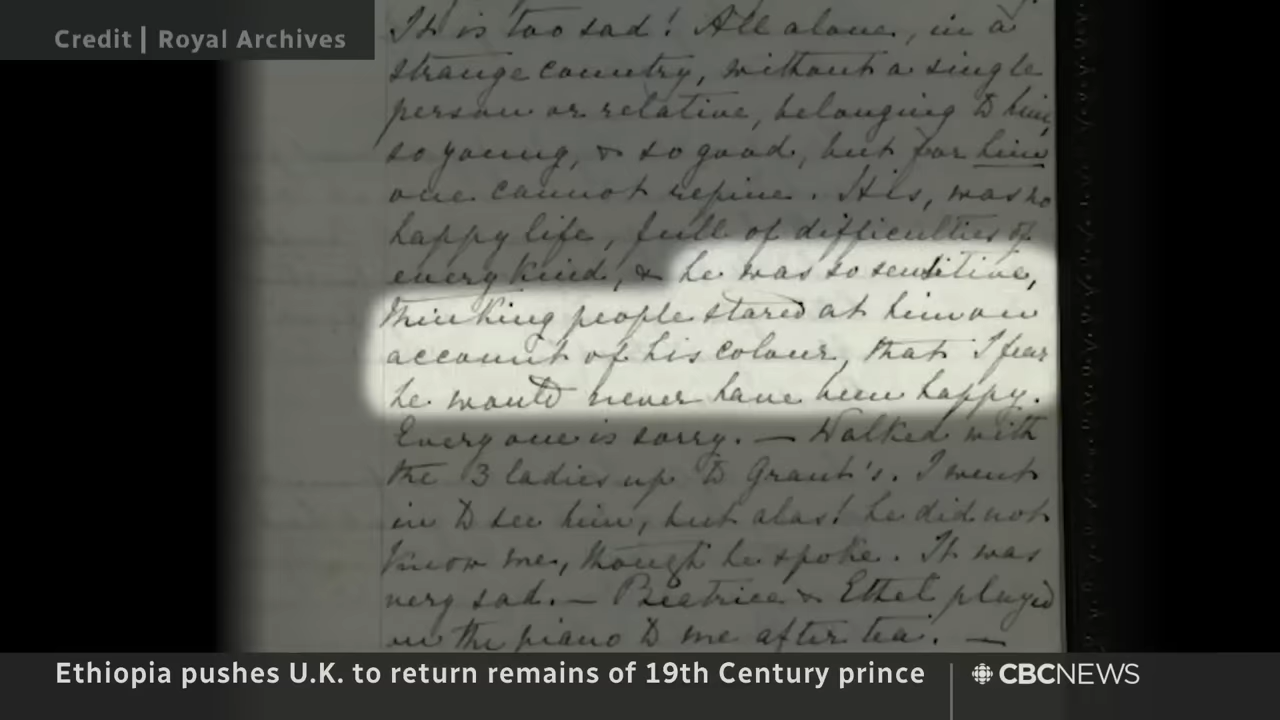 Credit | Royal Archives
It is too sad! All alone, in a
strange country, without a single
person or relative, belonging to him,
so young, & so good, but for him
one cannot repine. His, was no
happy life, full of difficulties of
every kind, & he was so sensitive,
thinking people stared at him on
account of his colour, that I fear
he would never have been happy.
Every one is sorry. — Walked with
the 3 ladies up to Grant's. I went
in to see him, but alas! he did not
know me, though he spoke. It was
very sad. — Beatrice & Ethel played
on the piano to me after tea. —
Ethiopia pushes U.K. to return remains of 19th Century prince
CBCNEWS